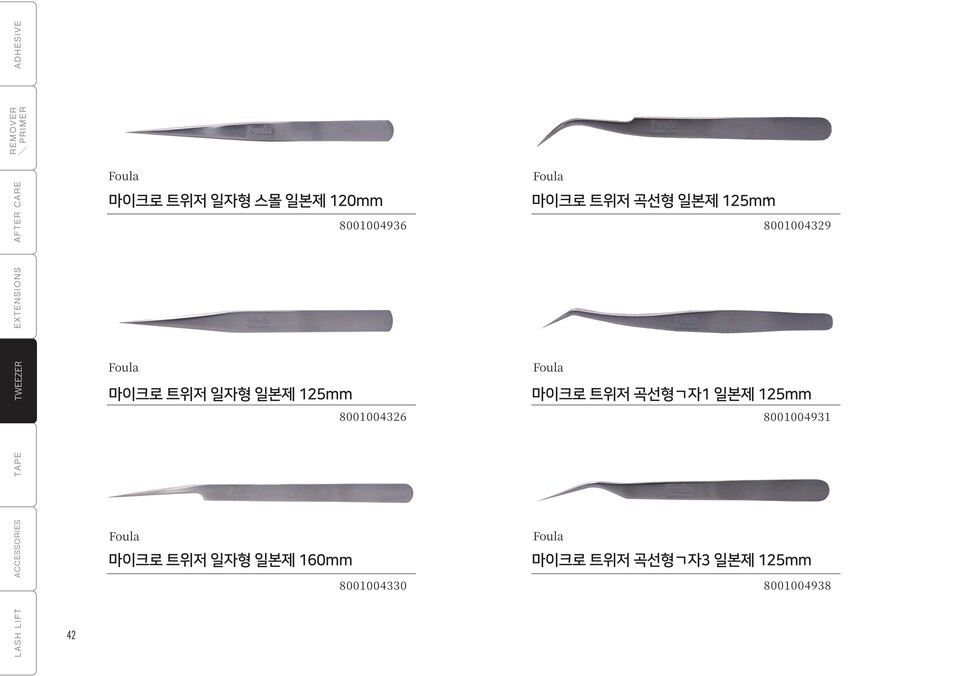 ADHESIVE
REMOVER
/ PRIMER
AFTER CARE
EXTENSIONS
TWEEZER
TAPE
ACCESSORIES
LASH LIFT
Foula
마이크로 트위저 일자형 스몰 일본제 120mm
8001004936
Foula
마이크로 트위저 곡선형 일본제 125mm
8001004329
Foula
마이크로 트위저 일자형 일본제 125mm
8001004326
Foula
마이크로 트위저 곡선형ㄱ자1 일본제 125mm
8001004931
Foula
마이크로 트위저 일자형 일본제 160mm
8001004330
Foula
마이크로 트위저 곡선형ㄱ자3 일본제 125mm
8001004938
42